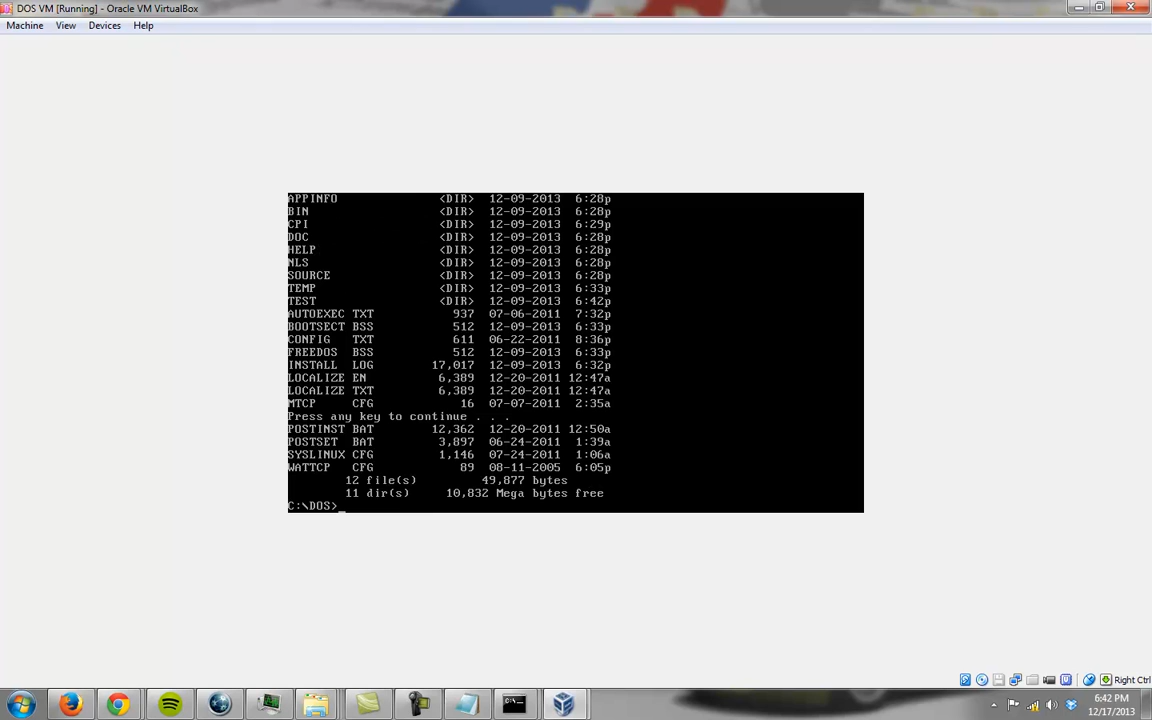 DOS VM [Running] - Oracle VM VirtualBox
Machine View Devices Help
APPINFO <DIR> 12-09-2013 6:28p
BIN <DIR> 12-09-2013 6:28p
CPI <DIR> 12-09-2013 6:29p
DOC <DIR> 12-09-2013 6:28p
HELP <DIR> 12-09-2013 6:28p
NLS <DIR> 12-09-2013 6:28p
SOURCE <DIR> 12-09-2013 6:28p
TEMP <DIR> 12-09-2013 6:33p
TEST <DIR> 12-09-2013 6:42p
AUTOEXEC TXT 937 07-06-2011 7:32p
BOOTSECT BSS 512 12-09-2013 6:33p
CONFIG TXT 611 06-22-2011 8:36p
FREEDOS BSS 512 12-09-2013 6:33p
INSTALL LOG 17,017 12-09-2013 6:32p
LOCALIZE EN 6,389 12-20-2011 12:47a
LOCALIZE TXT 6,389 12-20-2011 12:47a
MTCP CFG 16 07-07-2011 2:35a
Press any key to continue . . .
POSTINST BAT 12,362 12-20-2011 12:50a
POSTSET BAT 3,897 06-24-2011 1:39a
SYSLINUX CFG 1,146 07-24-2011 1:06a
WATTCP CFG 89 08-11-2005 6:05p
12 file(s) 49,877 bytes
11 dir(s) 10,832 Mega bytes free
C:\DOS>_
Right Ctrl
6:42 PM
12/17/2013